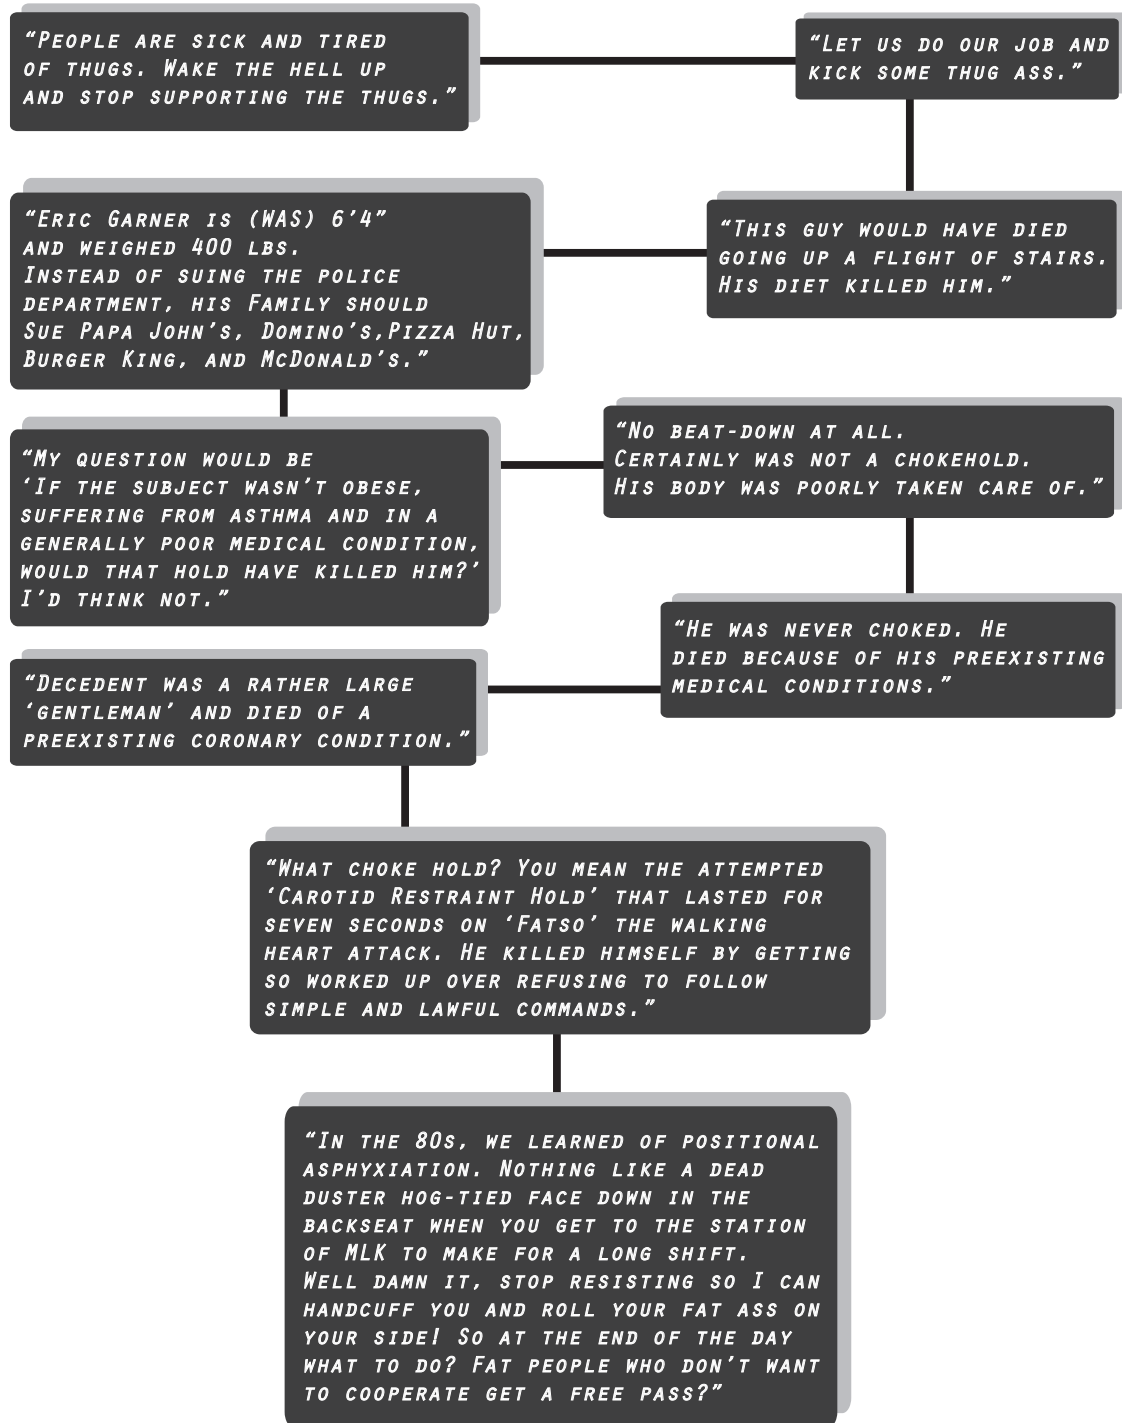 “People are sick and tired
of thugs. Wake the hell up
and stop supporting the thugs.”
“Let us do our job and
kick some thug ass.”
“This guy would have died
going up a flight of stairs.
His diet killed him.”
“Eric Garner is (WAS) 6’4”
and weighed 400 lbs.
Instead of suing the police
department, his Family should
Sue Papa John’s, Domino’s,Pizza Hut,
Burger King, and McDonald’s.”
“My question would be
‘If the subject wasn’t obese,
suffering from asthma and in a
generally poor medical condition,
would that hold have killed him?’
I’d think not.”
“No beat-down at all.
Certainly was not a chokehold.
His body was poorly taken care of.”
“He was never choked. He
died because of his preexisting
medical conditions.”
“Decedent was a rather large
‘gentleman’ and died of a
preexisting coronary condition.”
“What choke hold? You mean the attempted
‘Carotid Restraint Hold’ that lasted for
seven seconds on ‘Fatso’ the walking
heart attack. He killed himself by getting
so worked up over refusing to follow
simple and lawful commands.”
“In the 80s, we learned of positional
asphyxiation. Nothing like a dead
duster hog-tied face down in the
backseat when you get to the station
of MLK to make for a long shift.
Well damn it, stop resisting so I can
handcuff you and roll your fat ass on
your side! So at the end of the day
what to do? Fat people who don’t want
to cooperate get a free pass?”